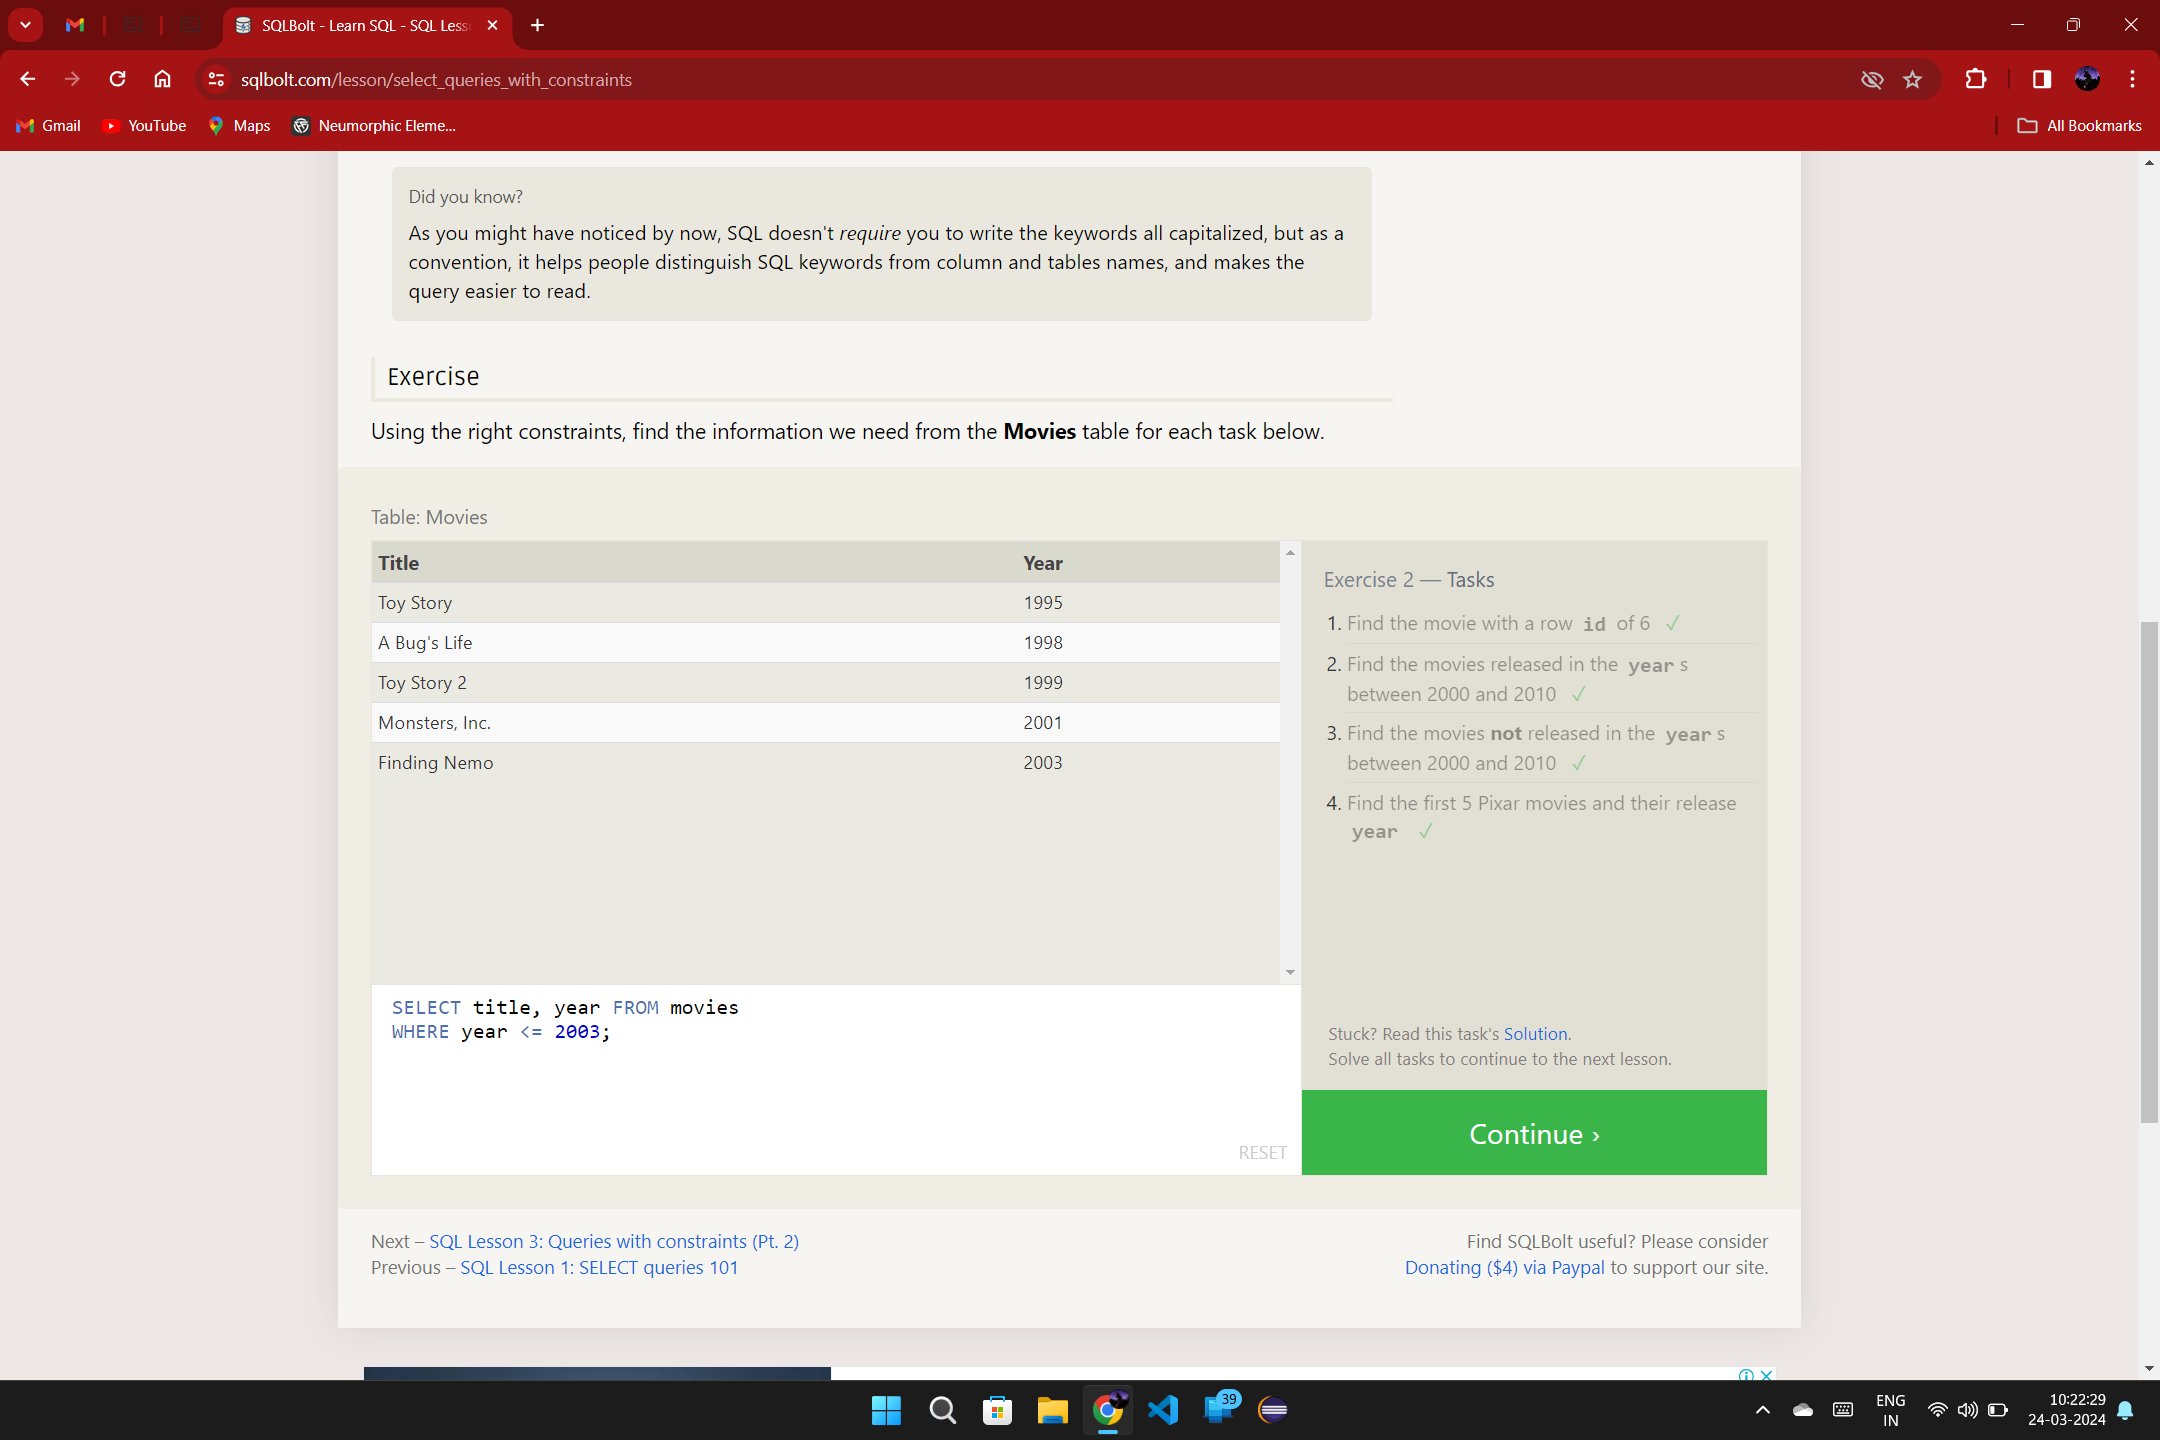 SQLBolt - Learn SQL - SQL Less
sqlbolt.com/lesson/select_queries_with_constraints
Gmail
YouTube
Maps
Neumorphic Eleme...
All Bookmarks
Did you know?
As you might have noticed by now, SQL doesn't require you to write the keywords all capitalized, but as a
convention, it helps people distinguish SQL keywords from column and tables names, and makes the
query easier to read.
Exercise
Using the right constraints, find the information we need from the Movies table for each task below.
Table: Movies
Title Year
Toy Story 1995
A Bug's Life 1998
Toy Story 2 1999
Monsters, Inc. 2001
Finding Nemo 2003
SELECT title, year FROM movies
WHERE year <= 2003;
RESET
Exercise 2 — Tasks
1. Find the movie with a row id of 6 ✓
2. Find the movies released in the year s
between 2000 and 2010 ✓
3. Find the movies not released in the year s
between 2000 and 2010 ✓
4. Find the first 5 Pixar movies and their release
year ✓
Stuck? Read this task's Solution.
Solve all tasks to continue to the next lesson.
Continue ›
Next – SQL Lesson 3: Queries with constraints (Pt. 2)
Previous – SQL Lesson 1: SELECT queries 101
Find SQLBolt useful? Please consider
Donating ($4) via Paypal to support our site.
39
ENG
IN
10:22:29
24-03-2024